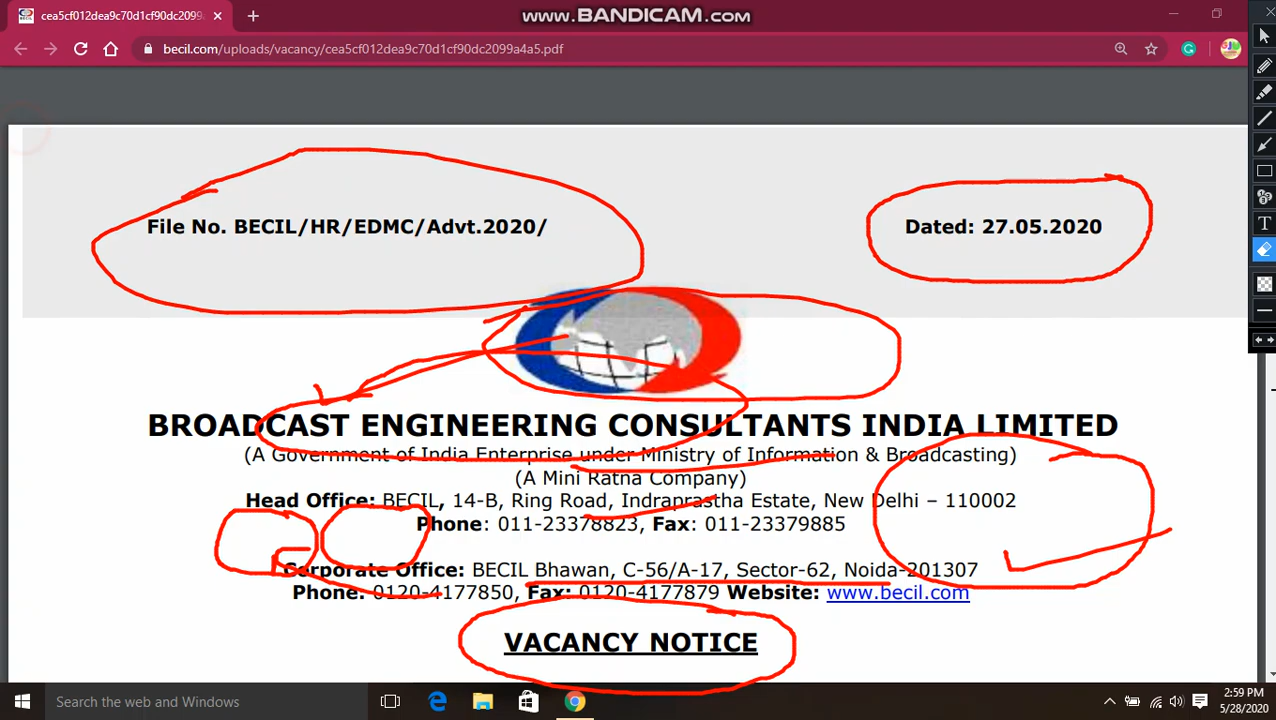 cea5cf012dea9c70d1cf90dc2099
www.BANDICAM.com
becil.com/uploads/vacancy/cea5cf012dea9c70d1cf90dc2099a4a5.pdf
File No. BECIL/HR/EDMC/Advt.2020/
Dated: 27.05.2020
BROADCAST ENGINEERING CONSULTANTS INDIA LIMITED
(A Government of India Enterprise under Ministry of Information & Broadcasting)
(A Mini Ratna Company)
Head Office: BECIL, 14-B, Ring Road, Indraprastha Estate, New Delhi – 110002
Phone: 011-23378823, Fax: 011-23379885
Corporate Office: BECIL Bhawan, C-56/A-17, Sector-62, Noida-201307
Phone: 0120-4177850, Fax: 0120-4177879 Website: www.becil.com
VACANCY NOTICE
Search the web and Windows
2:59 PM
5/28/2020